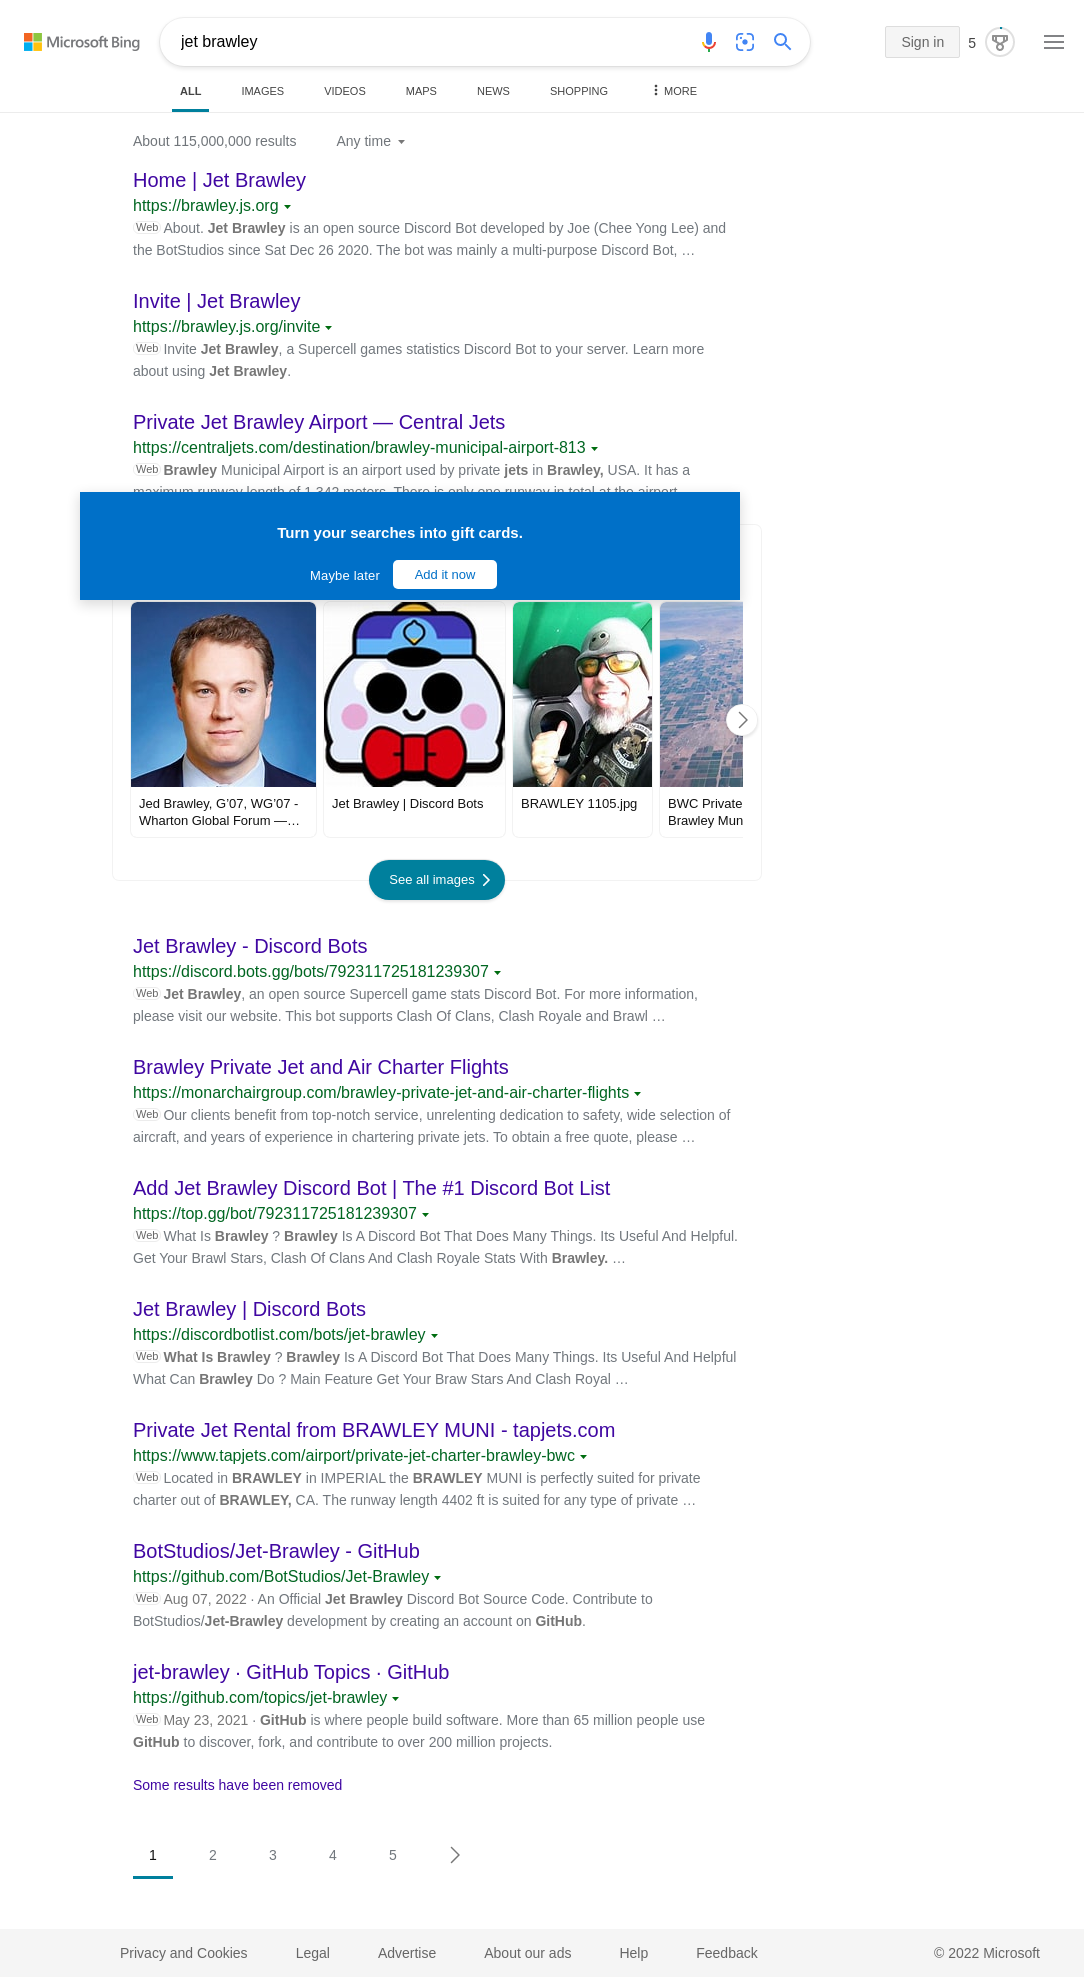 Microsoft Bing
jet brawley
Sign in
5
ALL
IMAGES
VIDEOS
MAPS
NEWS
SHOPPING
MORE
About 115,000,000 results
Any time
Home | Jet Brawley
https://brawley.js.org
Web About. Jet Brawley is an open source Discord Bot developed by Joe (Chee Yong Lee) and
the BotStudios since Sat Dec 26 2020. The bot was mainly a multi-purpose Discord Bot, …
Invite | Jet Brawley
https://brawley.js.org/invite
Web Invite Jet Brawley, a Supercell games statistics Discord Bot to your server. Learn more
about using Jet Brawley.
Private Jet Brawley Airport — Central Jets
https://centraljets.com/destination/brawley-municipal-airport-813
Web Brawley Municipal Airport is an airport used by private jets in Brawley, USA. It has a
maximum runway length of 1,342 meters. There is only one runway in total at the airport
Turn your searches into gift cards.
Maybe later
Add it now
Jed Brawley, G’07, WG’07 -
Wharton Global Forum —…
Jet Brawley | Discord Bots
BRAWLEY 1105.jpg
BWC Private
Brawley Mun
See all images
Jet Brawley - Discord Bots
https://discord.bots.gg/bots/792311725181239307
Web Jet Brawley, an open source Supercell game stats Discord Bot. For more information,
please visit our website. This bot supports Clash Of Clans, Clash Royale and Brawl …
Brawley Private Jet and Air Charter Flights
https://monarchairgroup.com/brawley-private-jet-and-air-charter-flights
Web Our clients benefit from top-notch service, unrelenting dedication to safety, wide selection of
aircraft, and years of experience in chartering private jets. To obtain a free quote, please …
Add Jet Brawley Discord Bot | The #1 Discord Bot List
https://top.gg/bot/792311725181239307
Web What Is Brawley ? Brawley Is A Discord Bot That Does Many Things. Its Useful And Helpful.
Get Your Brawl Stars, Clash Of Clans And Clash Royale Stats With Brawley. …
Jet Brawley | Discord Bots
https://discordbotlist.com/bots/jet-brawley
Web What Is Brawley ? Brawley Is A Discord Bot That Does Many Things. Its Useful And Helpful
What Can Brawley Do ? Main Feature Get Your Braw Stars And Clash Royal …
Private Jet Rental from BRAWLEY MUNI - tapjets.com
https://www.tapjets.com/airport/private-jet-charter-brawley-bwc
Web Located in BRAWLEY in IMPERIAL the BRAWLEY MUNI is perfectly suited for private
charter out of BRAWLEY, CA. The runway length 4402 ft is suited for any type of private …
BotStudios/Jet-Brawley - GitHub
https://github.com/BotStudios/Jet-Brawley
Web Aug 07, 2022 · An Official Jet Brawley Discord Bot Source Code. Contribute to
BotStudios/Jet-Brawley development by creating an account on GitHub.
jet-brawley · GitHub Topics · GitHub
https://github.com/topics/jet-brawley
Web May 23, 2021 · GitHub is where people build software. More than 65 million people use
GitHub to discover, fork, and contribute to over 200 million projects.
Some results have been removed
1 2 3 4 5
Privacy and Cookies
Legal
Advertise
About our ads
Help
Feedback
© 2022 Microsoft